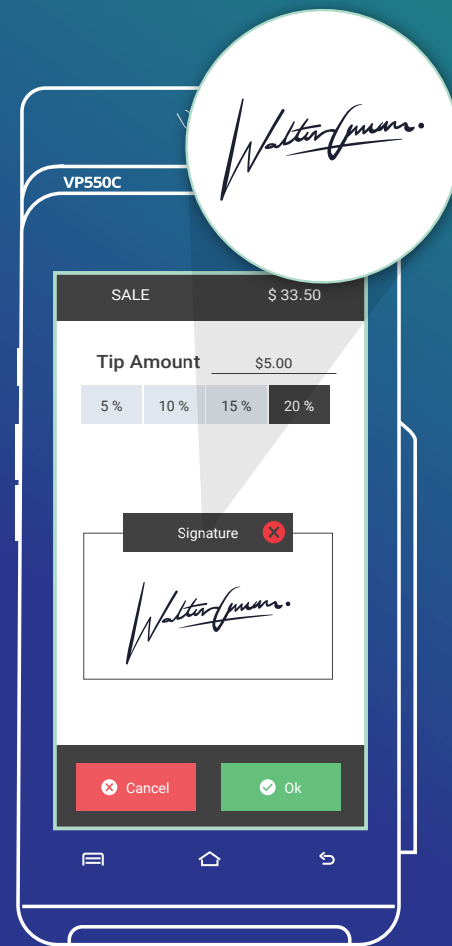 VP550C
SALE $ 33.50
Tip Amount $5.00
5 % 10 % 15 % 20 %
Signature
Cancel Ok